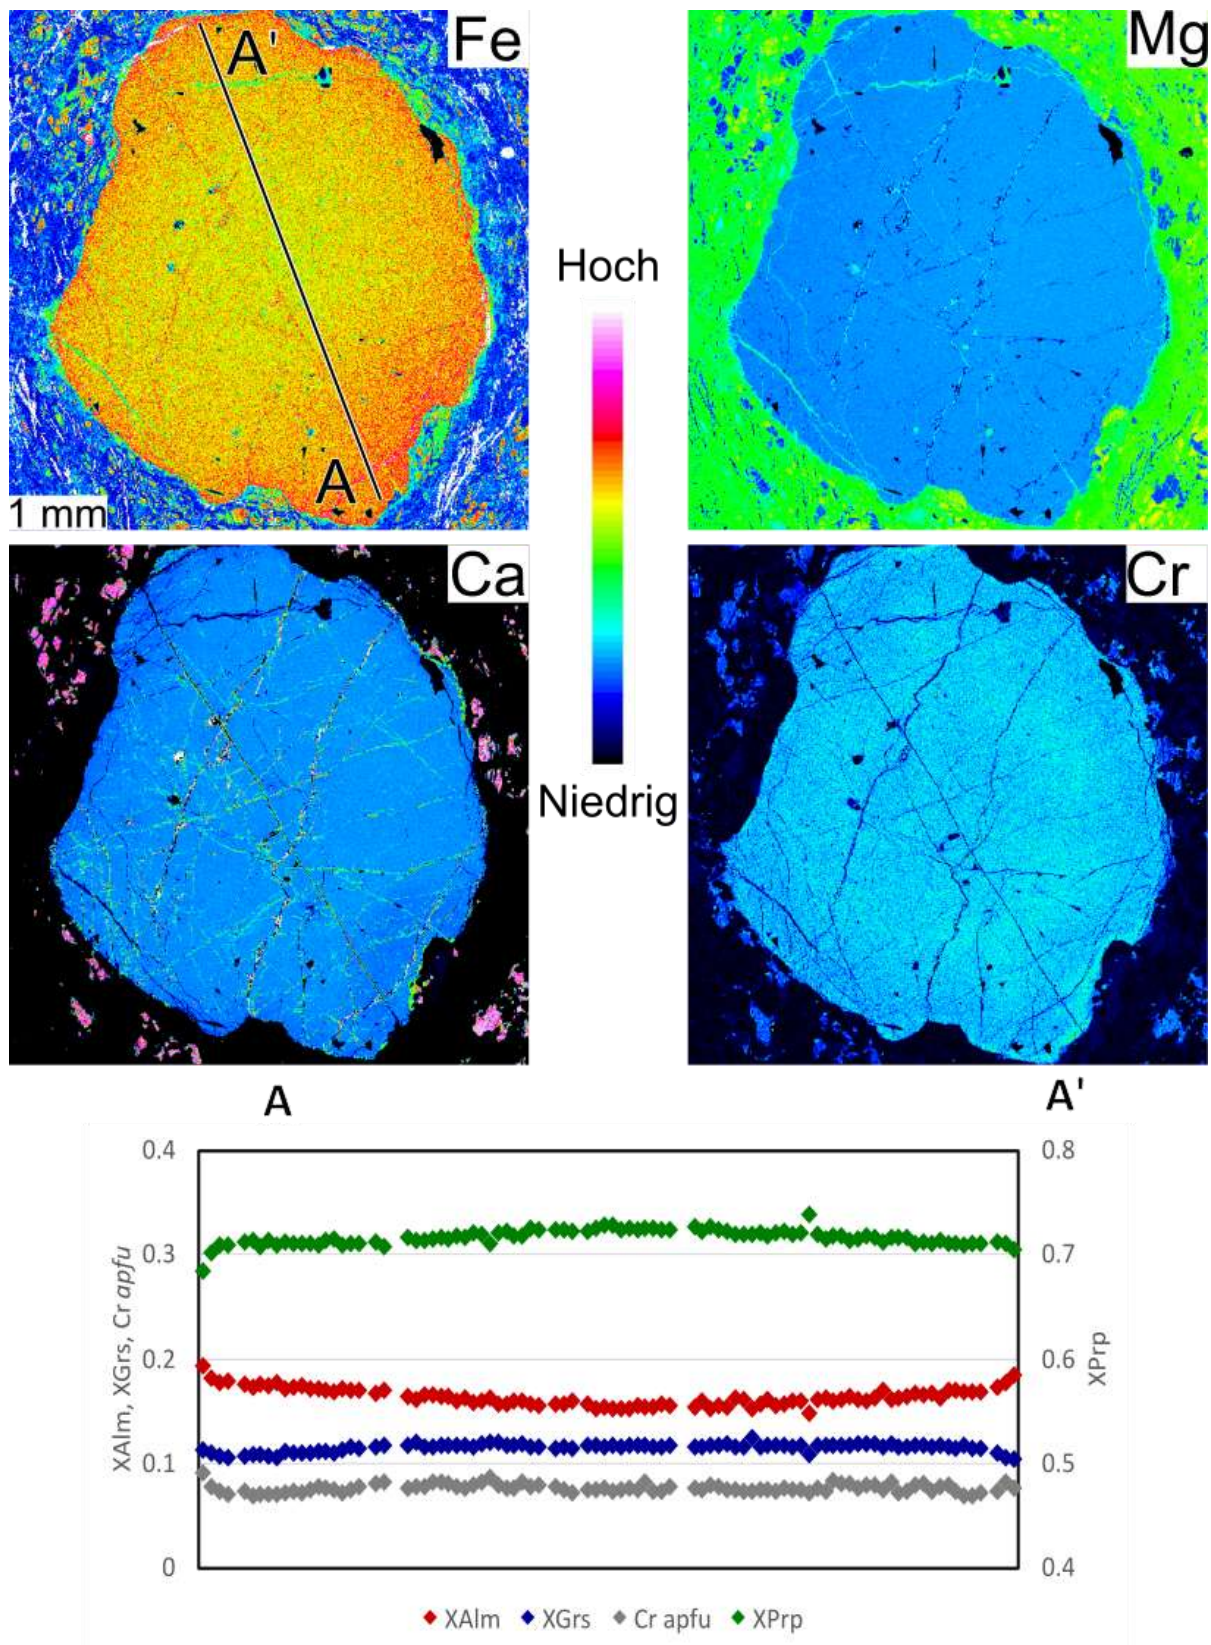 Fe
A'
A
1 mm
Mg
Hoch
Niedrig
Ca
Cr
A
A'
0.4
0.3
0.2
0.1
0
XAlm, XGrs, Cr apfu
0.8
0.7
0.6
0.5
0.4
XPrp
XAlm XGrs Cr apfu XPrp